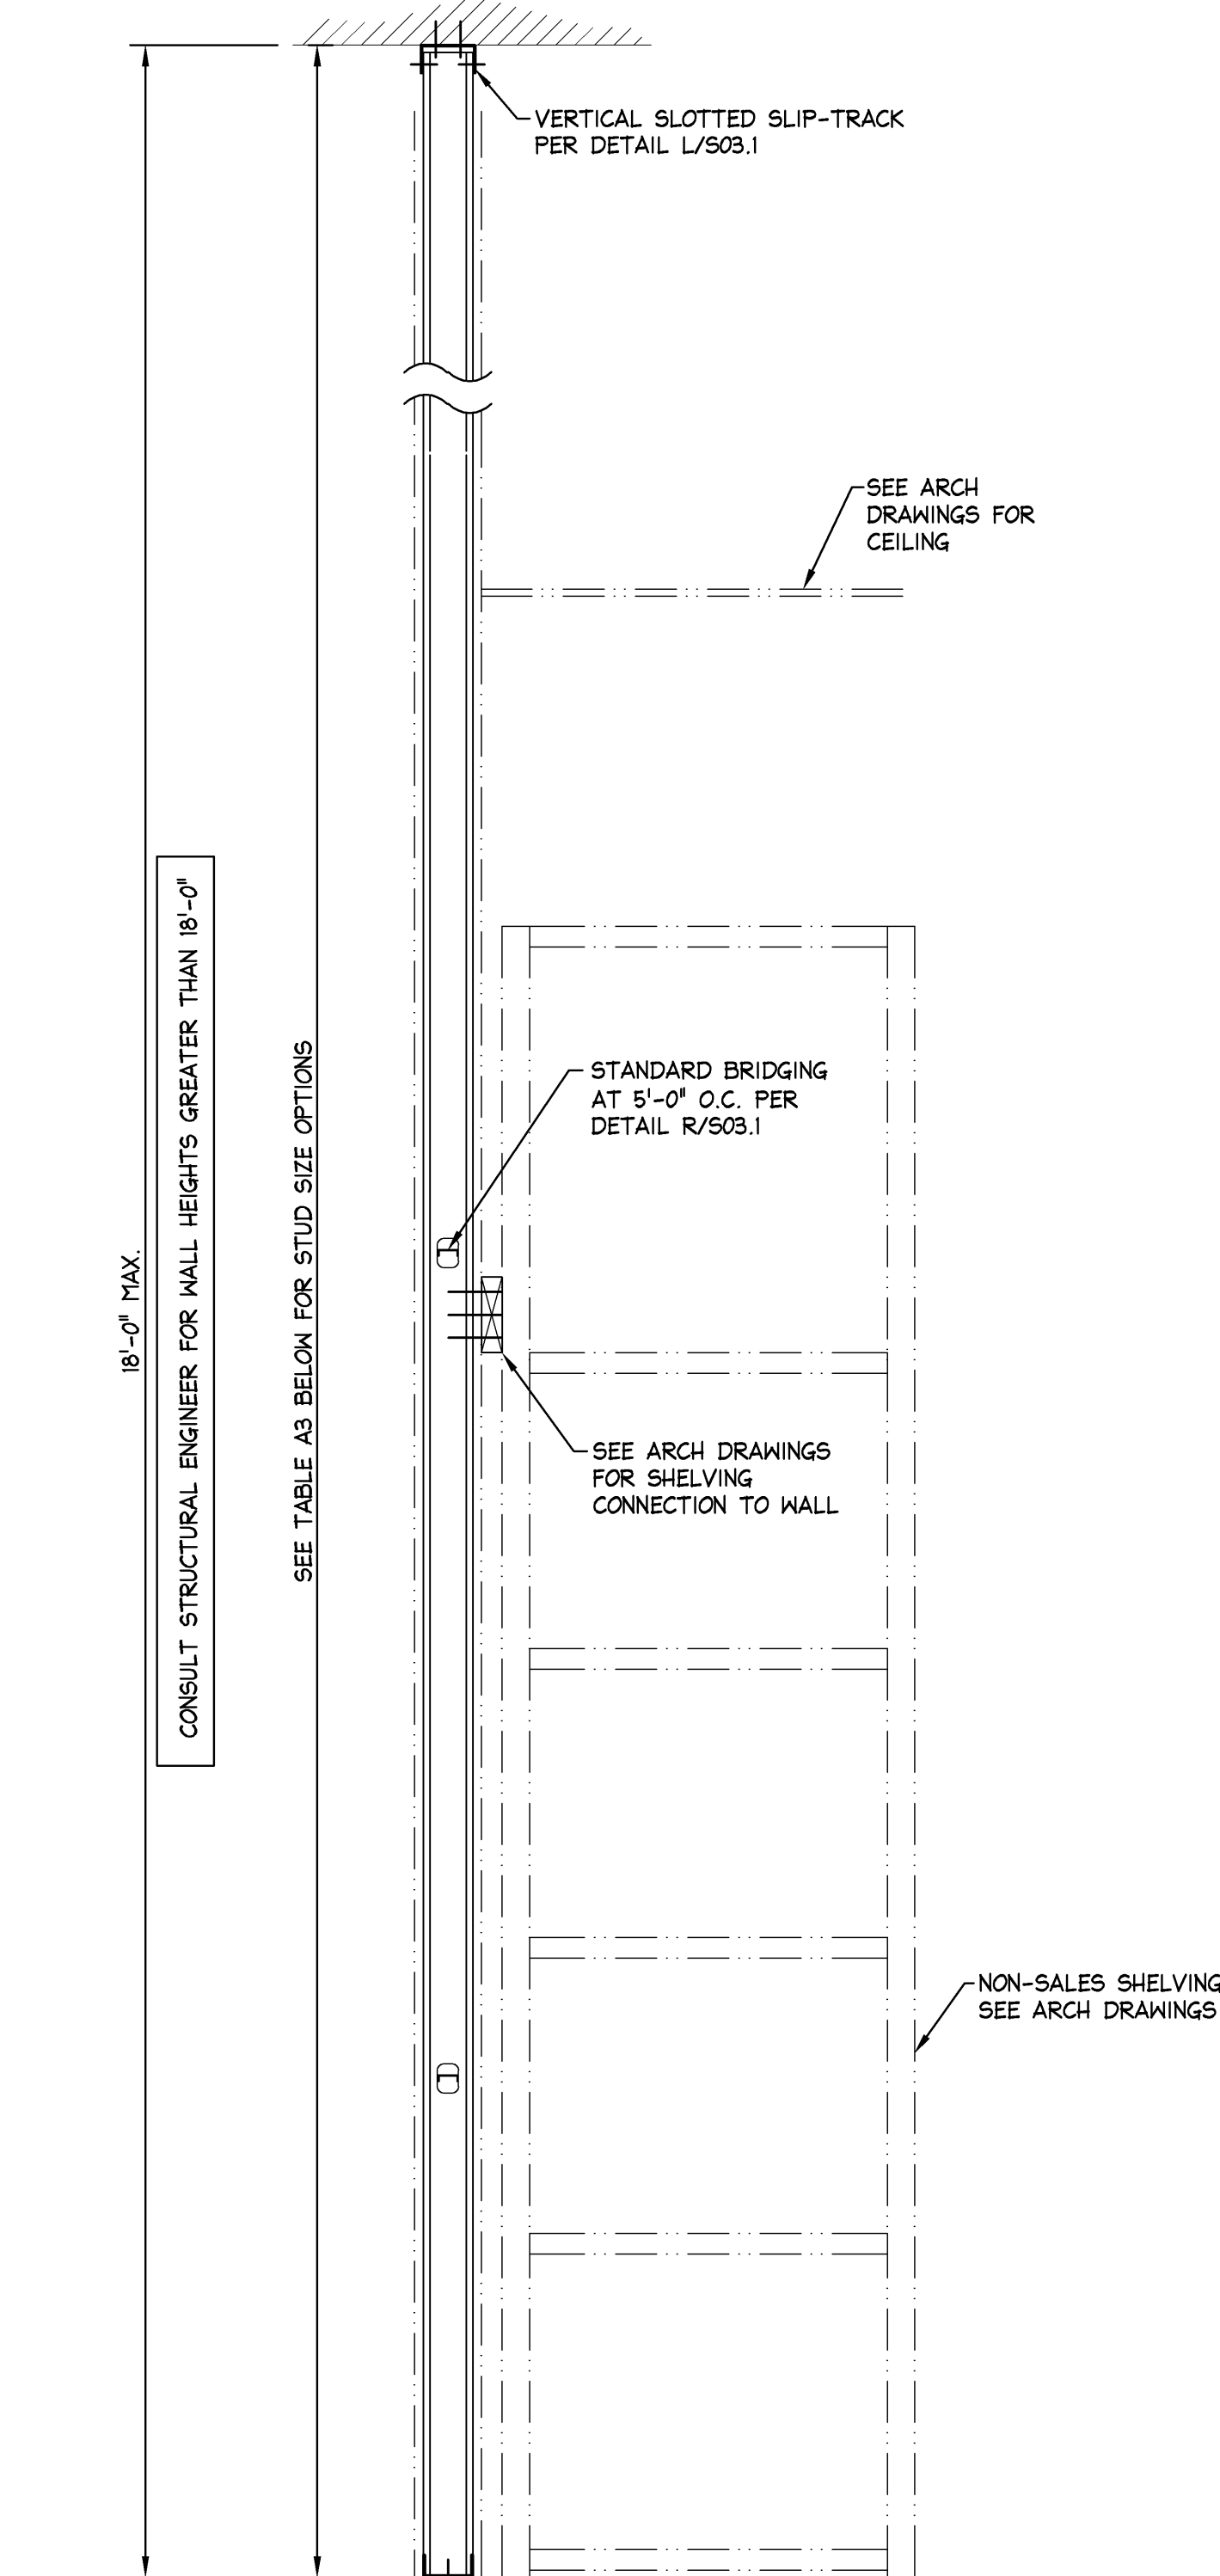 VERTICAL SLOTTED SLIP-TRACK
PER DETAIL L/S03.1
SEE ARCH
DRAWINGS FOR
CEILING
CONSULT STRUCTURAL ENGINEER FOR WALL HEIGHTS GREATER THAN 18'-0"
SEE TABLE A3 BELOW FOR STUD SIZE OPTIONS
18'-0" MAX.
STANDARD BRIDGING
AT 5'-0" O.C. PER
DETAIL R/S03.1
SEE ARCH DRAWINGS
FOR SHELVING
CONNECTION TO WALL
NON-SALES SHELVING
SEE ARCH DRAWINGS